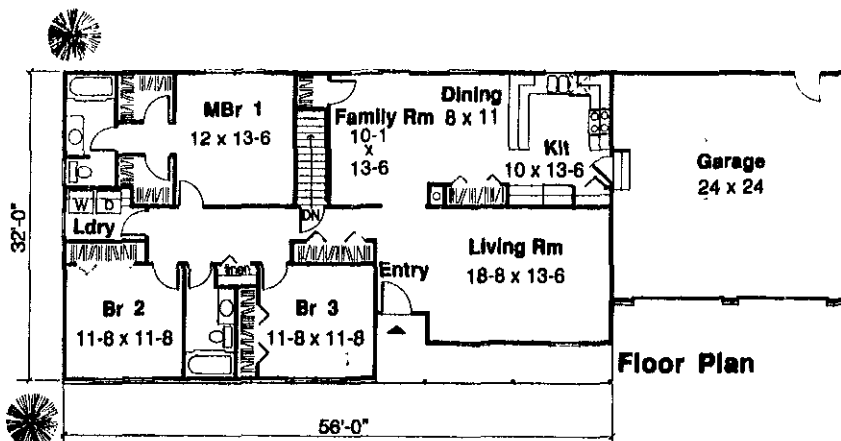 MBr 1
12 x 13-6
Family Rm
10-1
x
13-6
Dining
8 x 11
Kit
10 x 13-6
Garage
24 x 24
32'-0"
W D
Ldry
DN
Living Rm
18-8 x 13-6
Entry
linen
Br 2
11-8 x 11-8
Br 3
11-8 x 11-8
Floor Plan
56'-0"